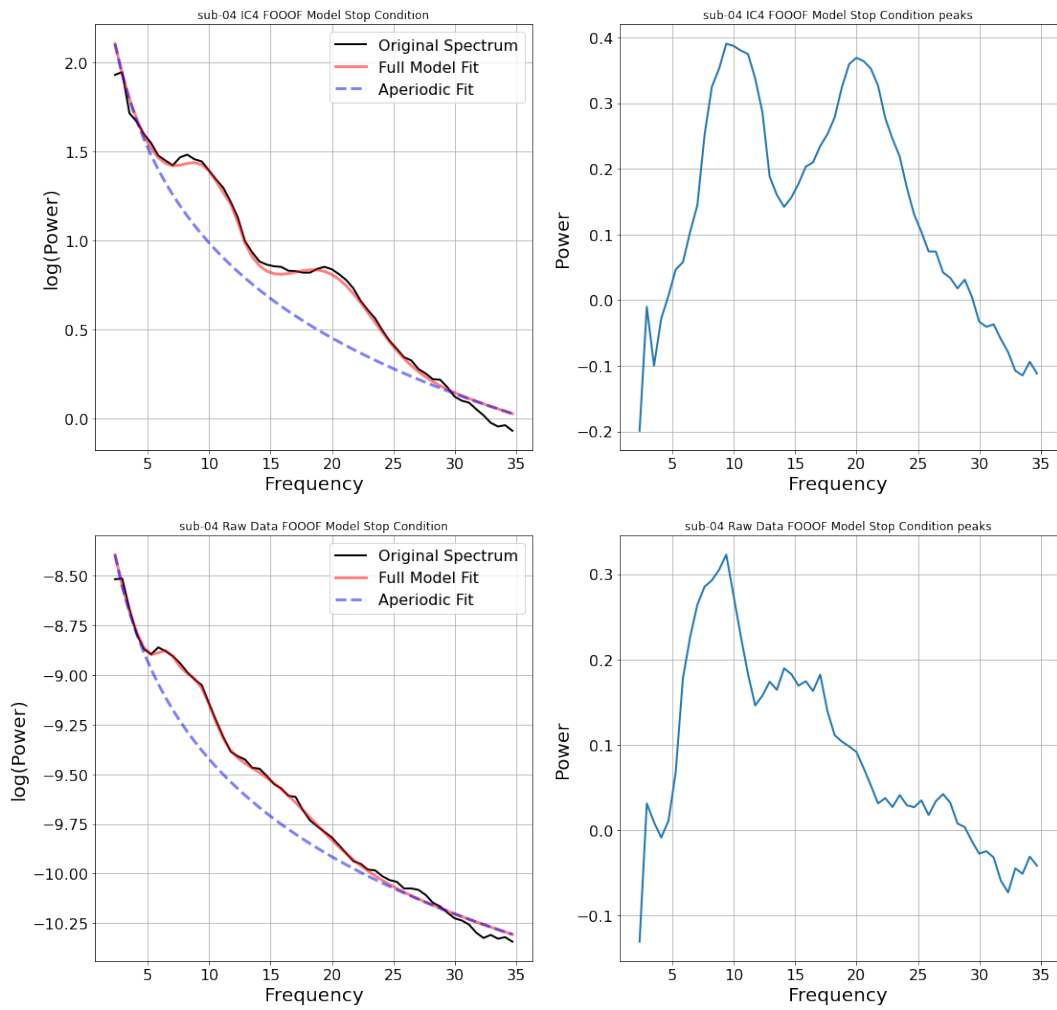 sub-04 IC4 FOOOF Model Stop Condition
Original Spectrum
Full Model Fit
Aperiodic Fit
log(Power)
2.0
1.5
1.0
0.5
0.0
5 10 15 20 25 30 35
Frequency
sub-04 IC4 FOOOF Model Stop Condition peaks
Power
0.4
0.3
0.2
0.1
0.0
−0.1
−0.2
5 10 15 20 25 30 35
Frequency
sub-04 Raw Data FOOOF Model Stop Condition
Original Spectrum
Full Model Fit
Aperiodic Fit
log(Power)
−8.50
−8.75
−9.00
−9.25
−9.50
−9.75
−10.00
−10.25
5 10 15 20 25 30 35
Frequency
sub-04 Raw Data FOOOF Model Stop Condition peaks
Power
0.3
0.2
0.1
0.0
−0.1
5 10 15 20 25 30 35
Frequency